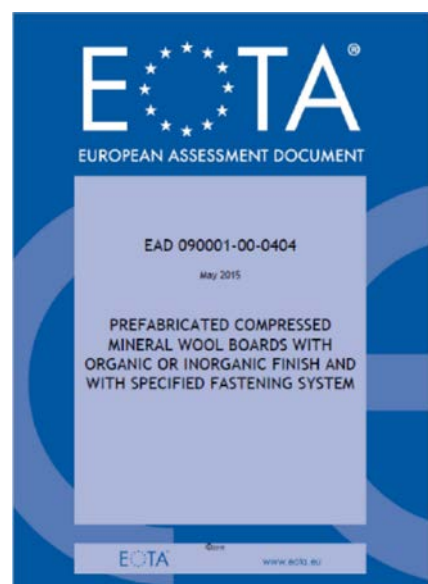 EOTA®
EUROPEAN ASSESSMENT DOCUMENT
EAD 090001-00-0404
May 2015
PREFABRICATED COMPRESSED
MINERAL WOOL BOARDS WITH
ORGANIC OR INORGANIC FINISH AND
WITH SPECIFIED FASTENING SYSTEM
EOTA
www.eota.eu